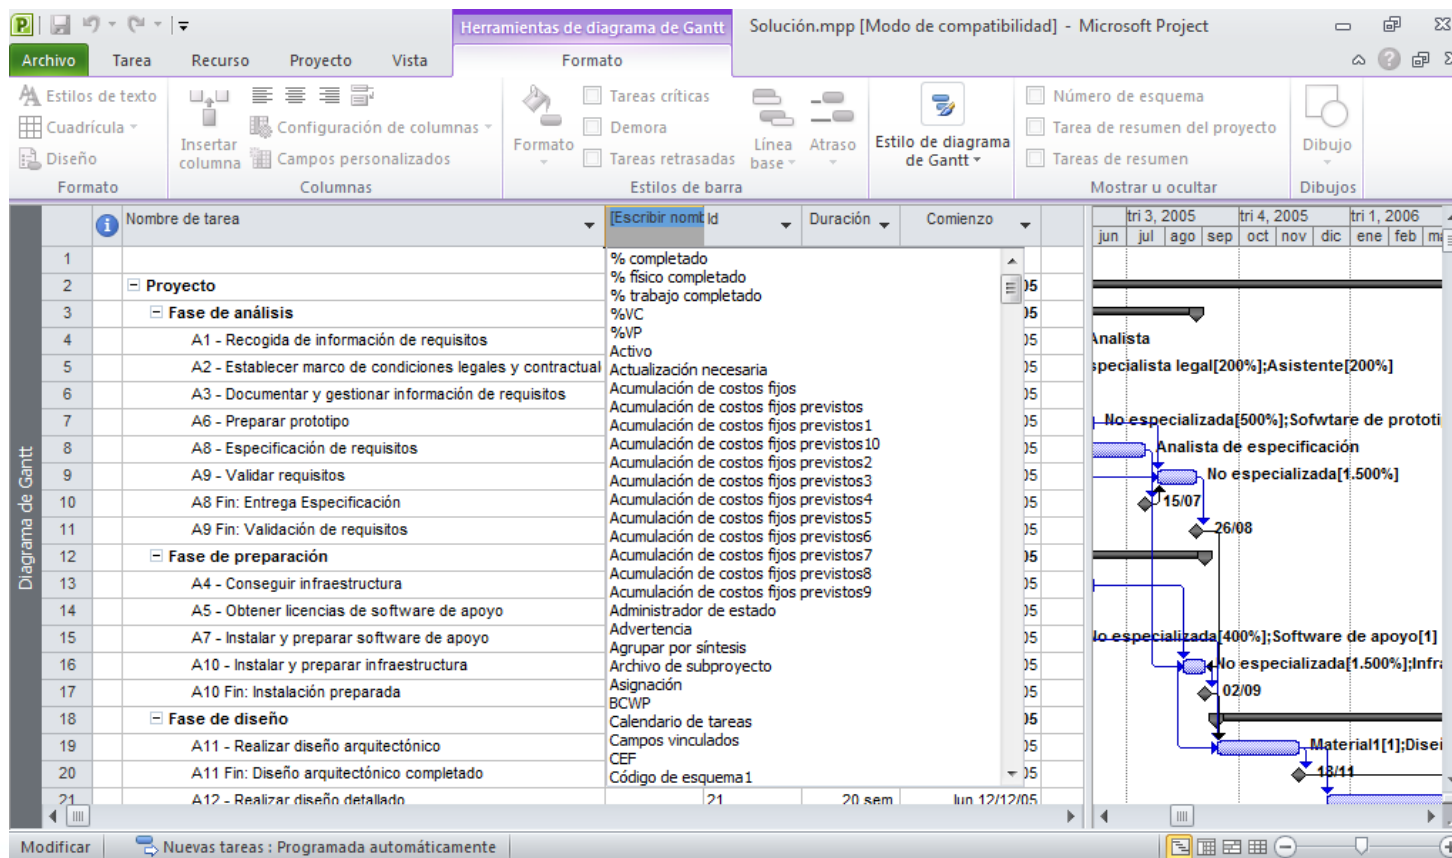 Herramientas de diagrama de Gantt Solución.mpp [Modo de compatibilidad] - Microsoft Project
Archivo Tarea Recurso Proyecto Vista Formato
Estilos de texto
Cuadrícula
Diseño
Formato
Insertar columna
Configuración de columnas
Campos personalizados
Columnas
Formato
Tareas críticas
Demora
Tareas retrasadas
Línea base
Atraso
Estilos de barra
Estilo de diagrama de Gantt
Número de esquema
Tarea de resumen del proyecto
Tareas de resumen
Mostrar u ocultar
Dibujo
Dibujos
Nombre de tarea [Escribir nomb Id Duración Comienzo
tri 3, 2005 tri 4, 2005 tri 1, 2006
jun jul ago sep oct nov dic ene feb
Diagrama de Gantt
1
2 Proyecto
3 Fase de análisis
4 A1 - Recogida de información de requisitos
5 A2 - Establecer marco de condiciones legales y contractual
6 A3 - Documentar y gestionar información de requisitos
7 A6 - Preparar prototipo
8 A8 - Especificación de requisitos
9 A9 - Validar requisitos
10 A8 Fin: Entrega Especificación
11 A9 Fin: Validación de requisitos
12 Fase de preparación
13 A4 - Conseguir infraestructura
14 A5 - Obtener licencias de software de apoyo
15 A7 - Instalar y preparar software de apoyo
16 A10 - Instalar y preparar infraestructura
17 A10 Fin: Instalación preparada
18 Fase de diseño
19 A11 - Realizar diseño arquitectónico
20 A11 Fin: Diseño arquitectónico completado
21 A12 - Realizar diseño detallado 21 20 sem lun 12/12/05
% completado
% físico completado
% trabajo completado
%VC
%VP
Activo
Actualización necesaria
Acumulación de costos fijos
Acumulación de costos fijos previstos
Acumulación de costos fijos previstos1
Acumulación de costos fijos previstos10
Acumulación de costos fijos previstos2
Acumulación de costos fijos previstos3
Acumulación de costos fijos previstos4
Acumulación de costos fijos previstos5
Acumulación de costos fijos previstos6
Acumulación de costos fijos previstos7
Acumulación de costos fijos previstos8
Acumulación de costos fijos previstos9
Administrador de estado
Advertencia
Agrupar por síntesis
Archivo de subproyecto
Asignación
BCWP
Calendario de tareas
Campos vinculados
CEF
Código de esquema1
Analista
specialista legal[200%];Asistente[200%]
No especializada[500%];Sofwtare de prototi
Analista de especificación
No especializada[1.500%]
15/07
26/08
No especializada[400%];Software de apoyo[1]
No especializada[1.500%];Infra
02/09
Material1[1];Dise
18/11
Modificar Nuevas tareas : Programada automáticamente